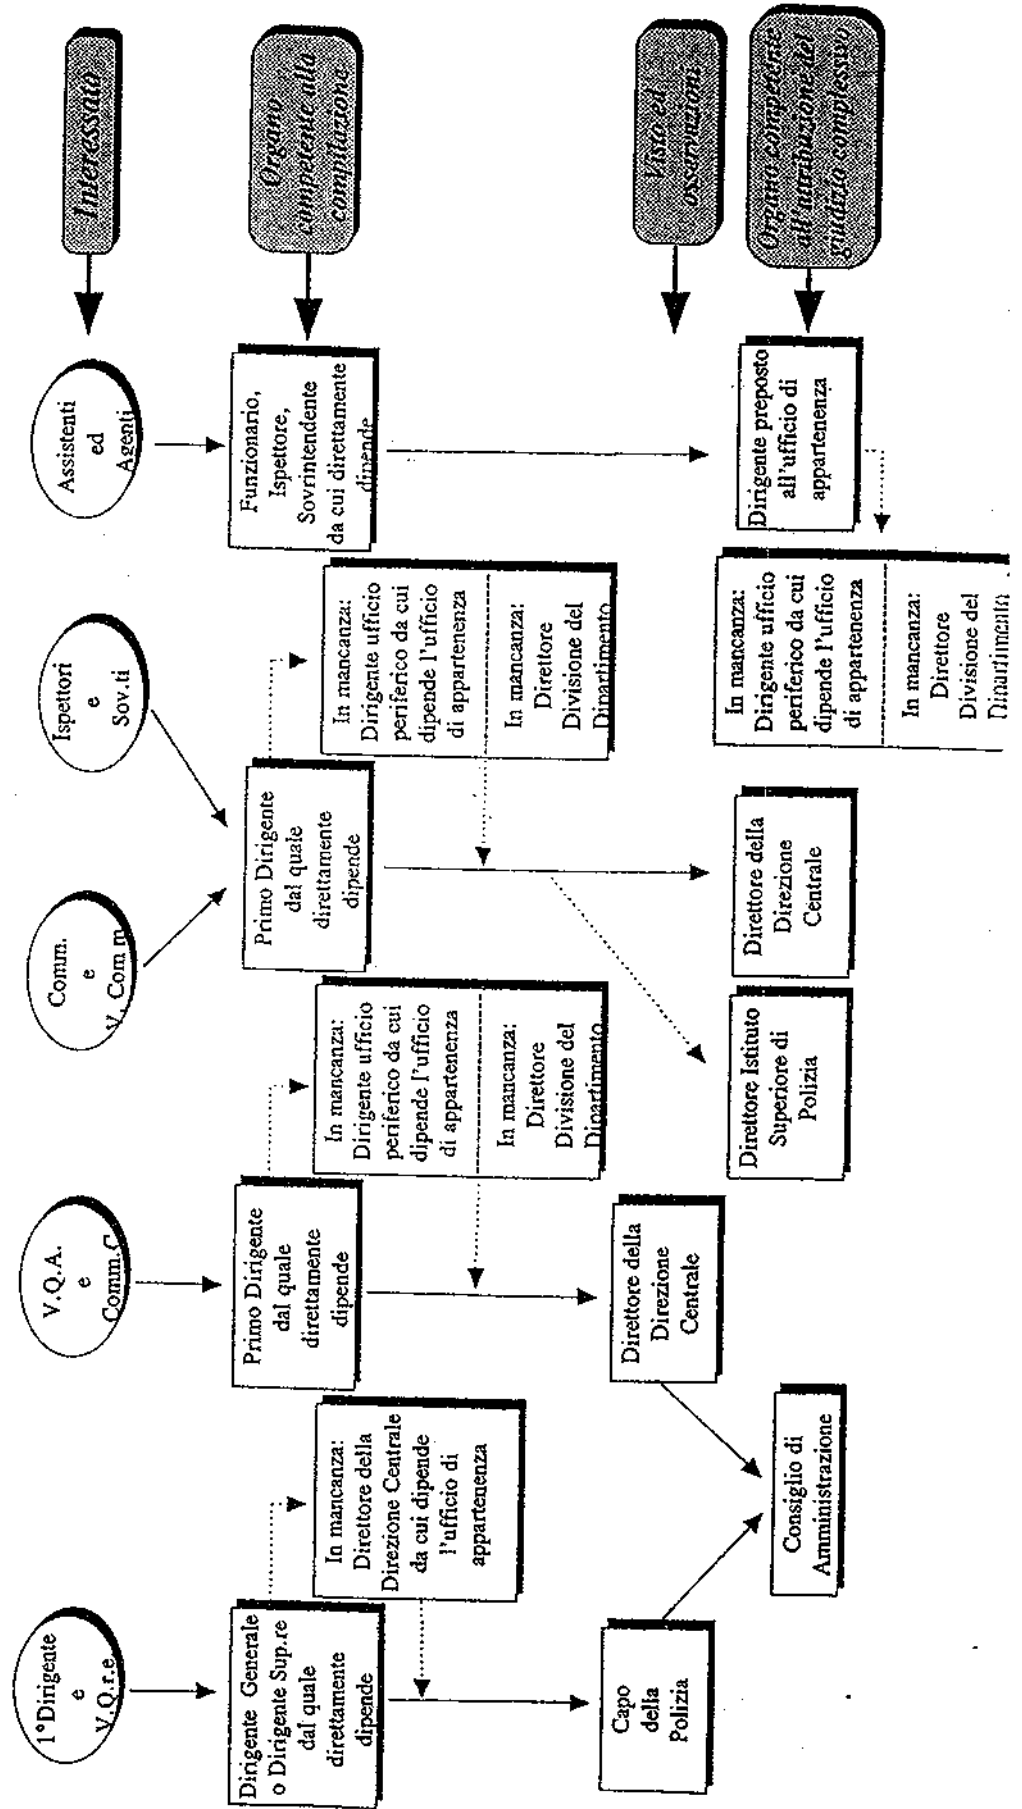 1°Dirigente
e
V.Q.r.e.
V.Q.A.
e
Comm.C
Comm.
e
V. Comm
Ispettori
e
Sov.ti
Assistenti
ed
Agenti
Interessato
Dirigente Generale
o Dirigente Sup.re
dal quale
direttamente
dipende
In mancanza:
Direttore della
Direzione Centrale
da cui dipende
l'ufficio di
appartenenza
Primo Dirigente
dal quale
direttamente
dipende
In mancanza:
Dirigente ufficio
periferico da cui
dipende l'ufficio
di appartenenza
In mancanza:
Direttore
Divisione del
Dipartimento
Primo Dirigente
dal quale
direttamente
dipende
In mancanza:
Dirigente ufficio
periferico da cui
dipende l'ufficio
di appartenenza
In mancanza:
Direttore
Divisione del
Dipartimento
Funzionario,
Ispettore,
Sovrintendente
da cui direttamente
dipende
Organo
competente alla
compilazione
Capo
della
Polizia
Direttore della
Direzione
Centrale
Visto ed
osservazioni
Consiglio di
Amministrazione
Direttore Istituto
Superiore di
Polizia
Direttore della
Direzione
Centrale
In mancanza:
Dirigente ufficio
periferico da cui
dipende l'ufficio
di appartenenza
In mancanza:
Direttore
Divisione del
Dipartimento
Dirigente preposto
all'ufficio di
appartenenza
Organo competente
all'attribuzione del
giudizio complessivo